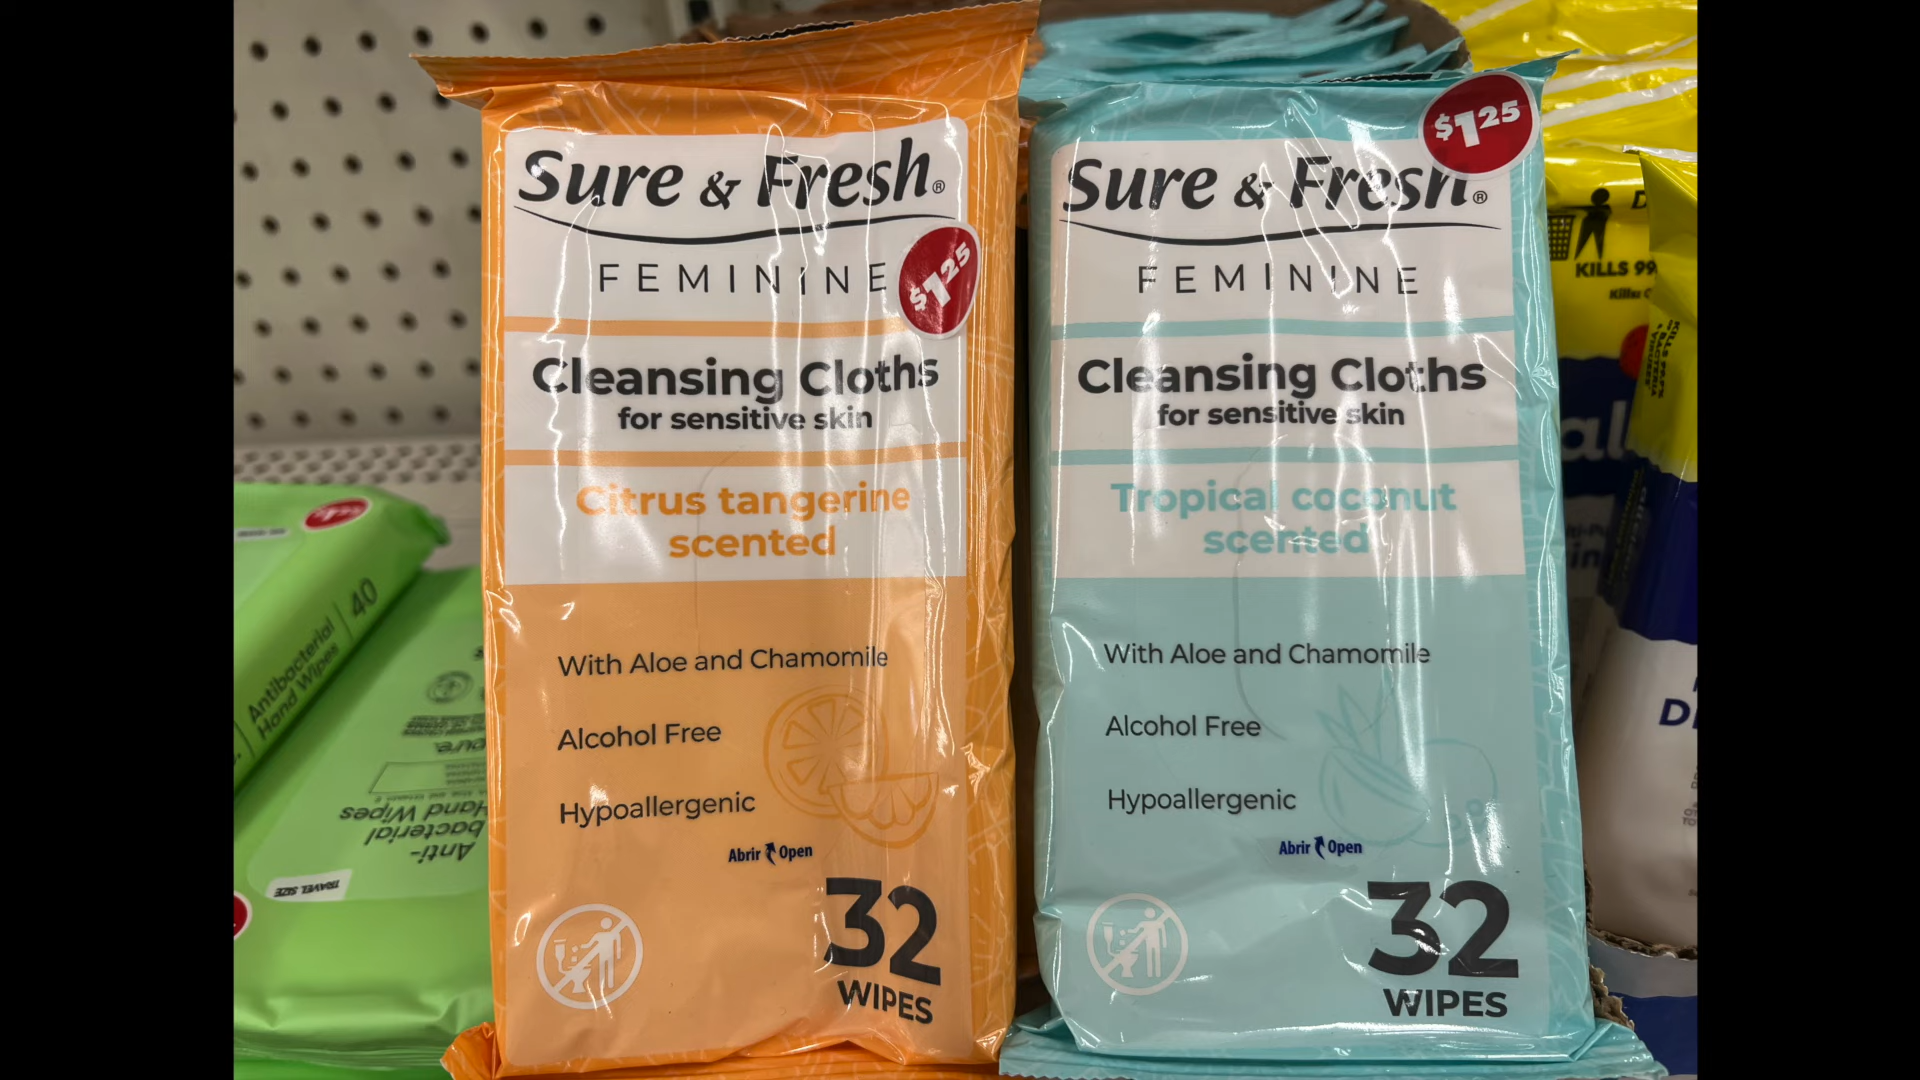 Sure & Fresh®
FEMININE
$1.25
Cleansing Cloths
for sensitive skin
Citrus tangerine
scented
With Aloe and Chamomile
Alcohol Free
Hypoallergenic
Abrir Open
32
WIPES
$1.25
Sure & Fresh®
FEMININE
Cleansing Cloths
for sensitive skin
Tropical coconut
scented
With Aloe and Chamomile
Alcohol Free
Hypoallergenic
Abrir Open
32
WIPES
Antibacterial
Hand Wipes
40
Anti-
bacterial
Hand Wipes
TRAVEL SIZE
KILLS 99